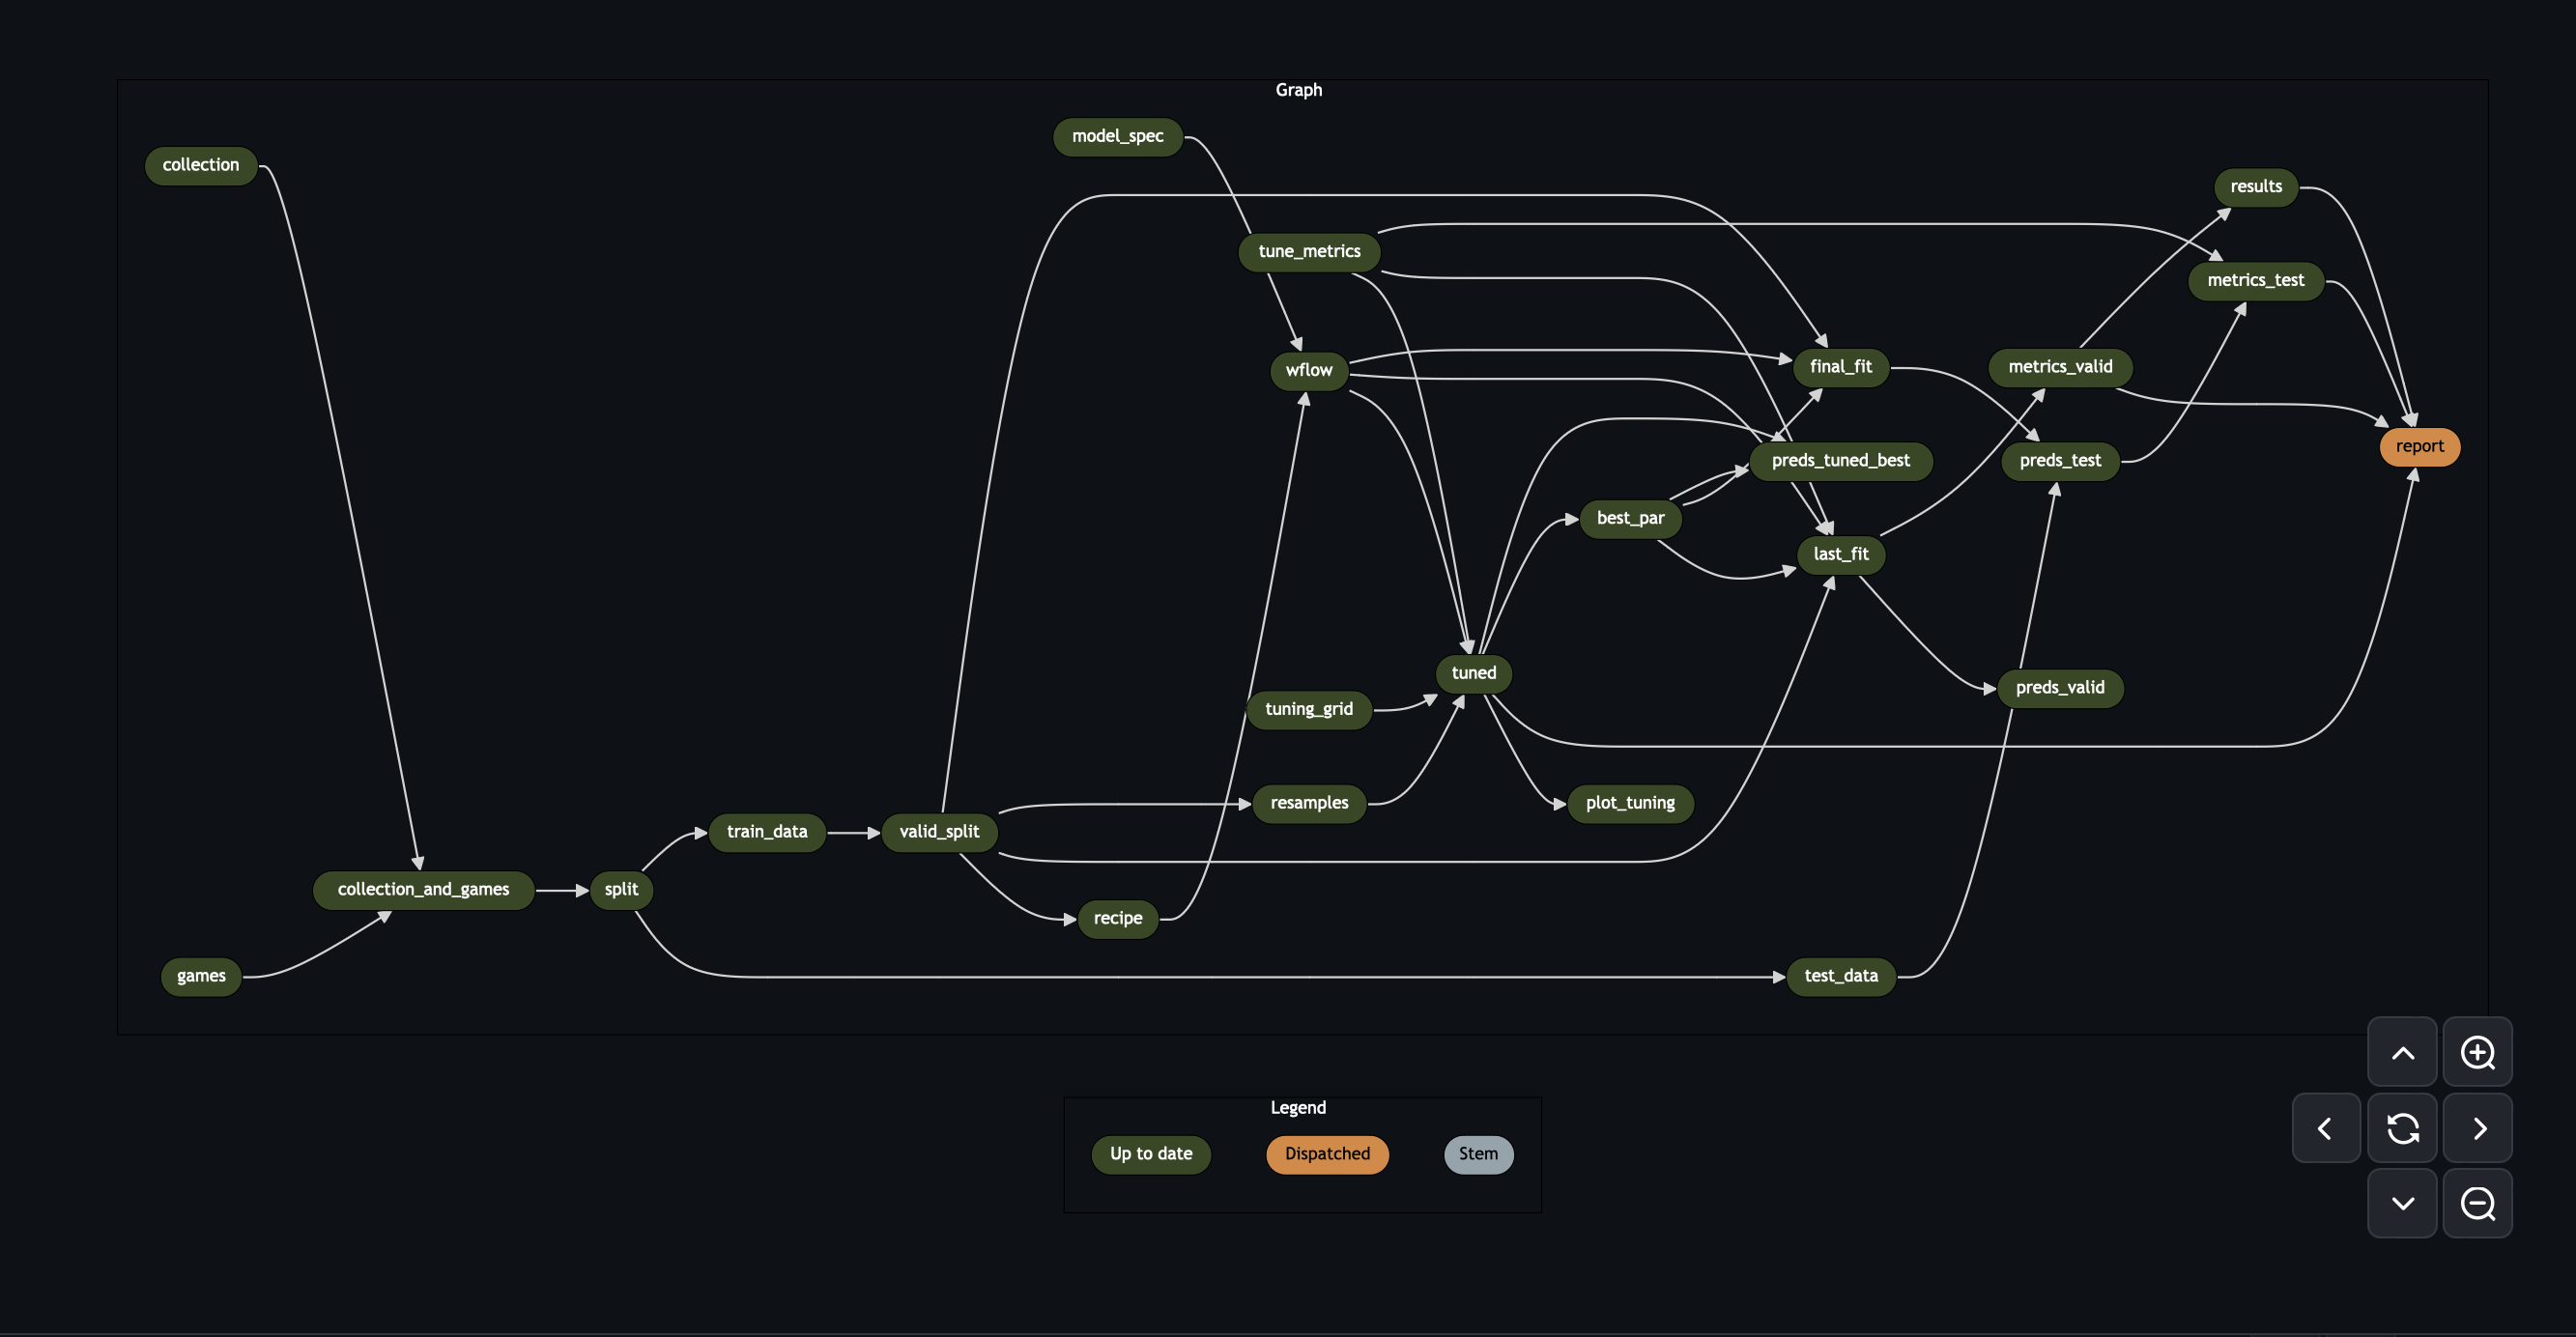 Graph
model_spec
collection
results
tune_metrics
metrics_test
wflow
final_fit
metrics_valid
report
preds_tuned_best
preds_test
best_par
last_fit
tuned
preds_valid
tuning_grid
resamples
plot_tuning
train_data
valid_split
collection_and_games
split
recipe
games
test_data
Legend
Up to date
Dispatched
Stem